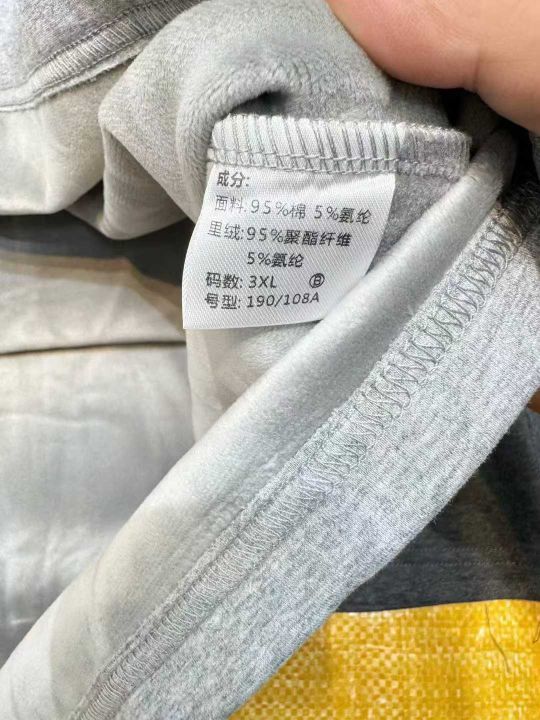 成分:
面料:95%棉 5%氨纶
里绒:95%聚酯纤维
5%氨纶
码数: 3XL Ⓑ
号型: 190/108A